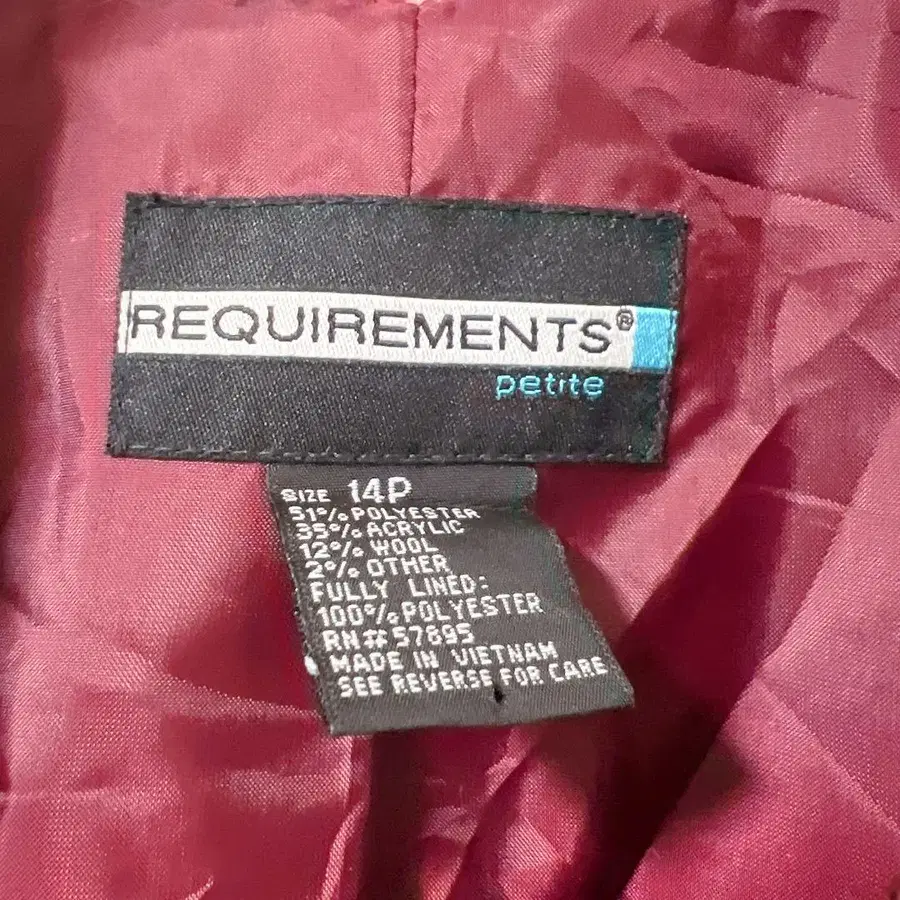 REQUIREMENTS®
petite
SIZE 14P
51% POLYESTER
35% ACRYLIC
12% WOOL
2% OTHER
FULLY LINED:
100% POLYESTER
RN# 57895
MADE IN VIETNAM
SEE REVERSE FOR CARE